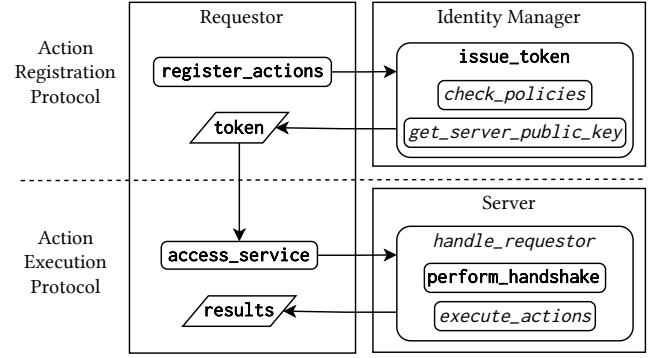 Requestor
Identity Manager
Action
Registration
Protocol
register_actions
issue_token
check_policies
token
get_server_public_key
Server
Action
Execution
Protocol
access_service
handle_requestor
perform_handshake
results
execute_actions